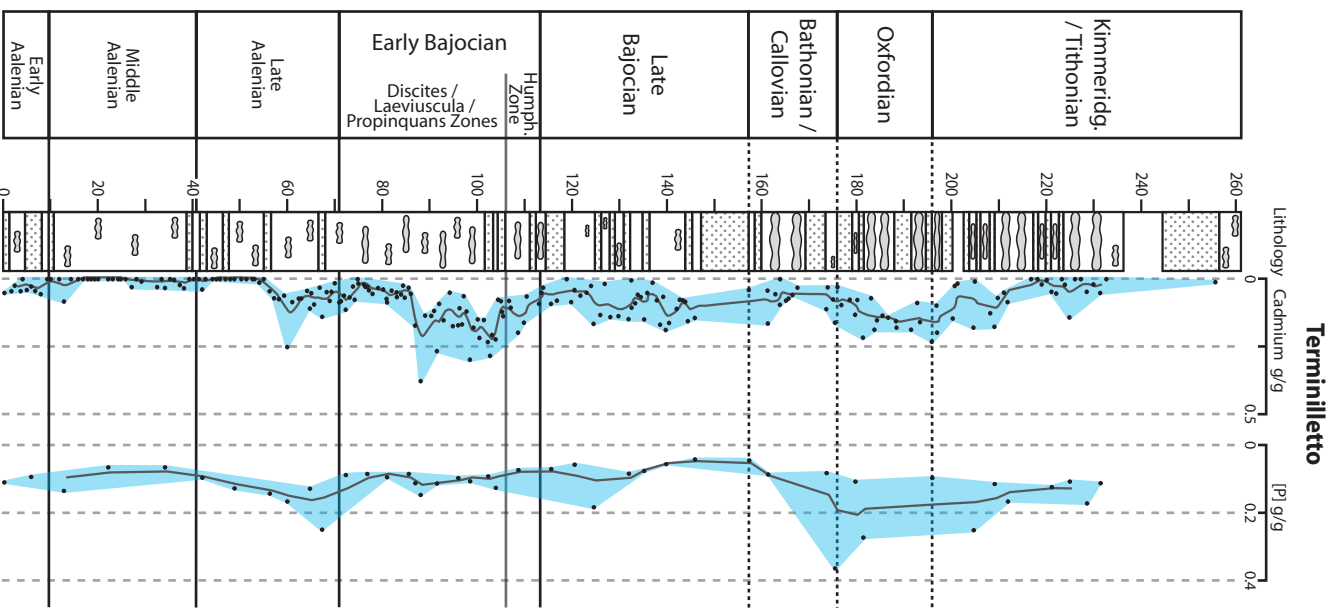 Early
Aalenian
Middle
Aalenian
Late
Aalenian
Early Bajocian
Discites /
Laeviuscula /
Propinquans Zones
Humph.
Zone
Late
Bajocian
Bathonian /
Callovian
Oxfordian
Kimmeridg.
/ Tithonian
0
20
40
60
80
100
120
140
160
180
200
220
240
260
Lithology
0
Cadmium g/g
0.5
0
[P] g/g
0.2
0.4
Terminilletto